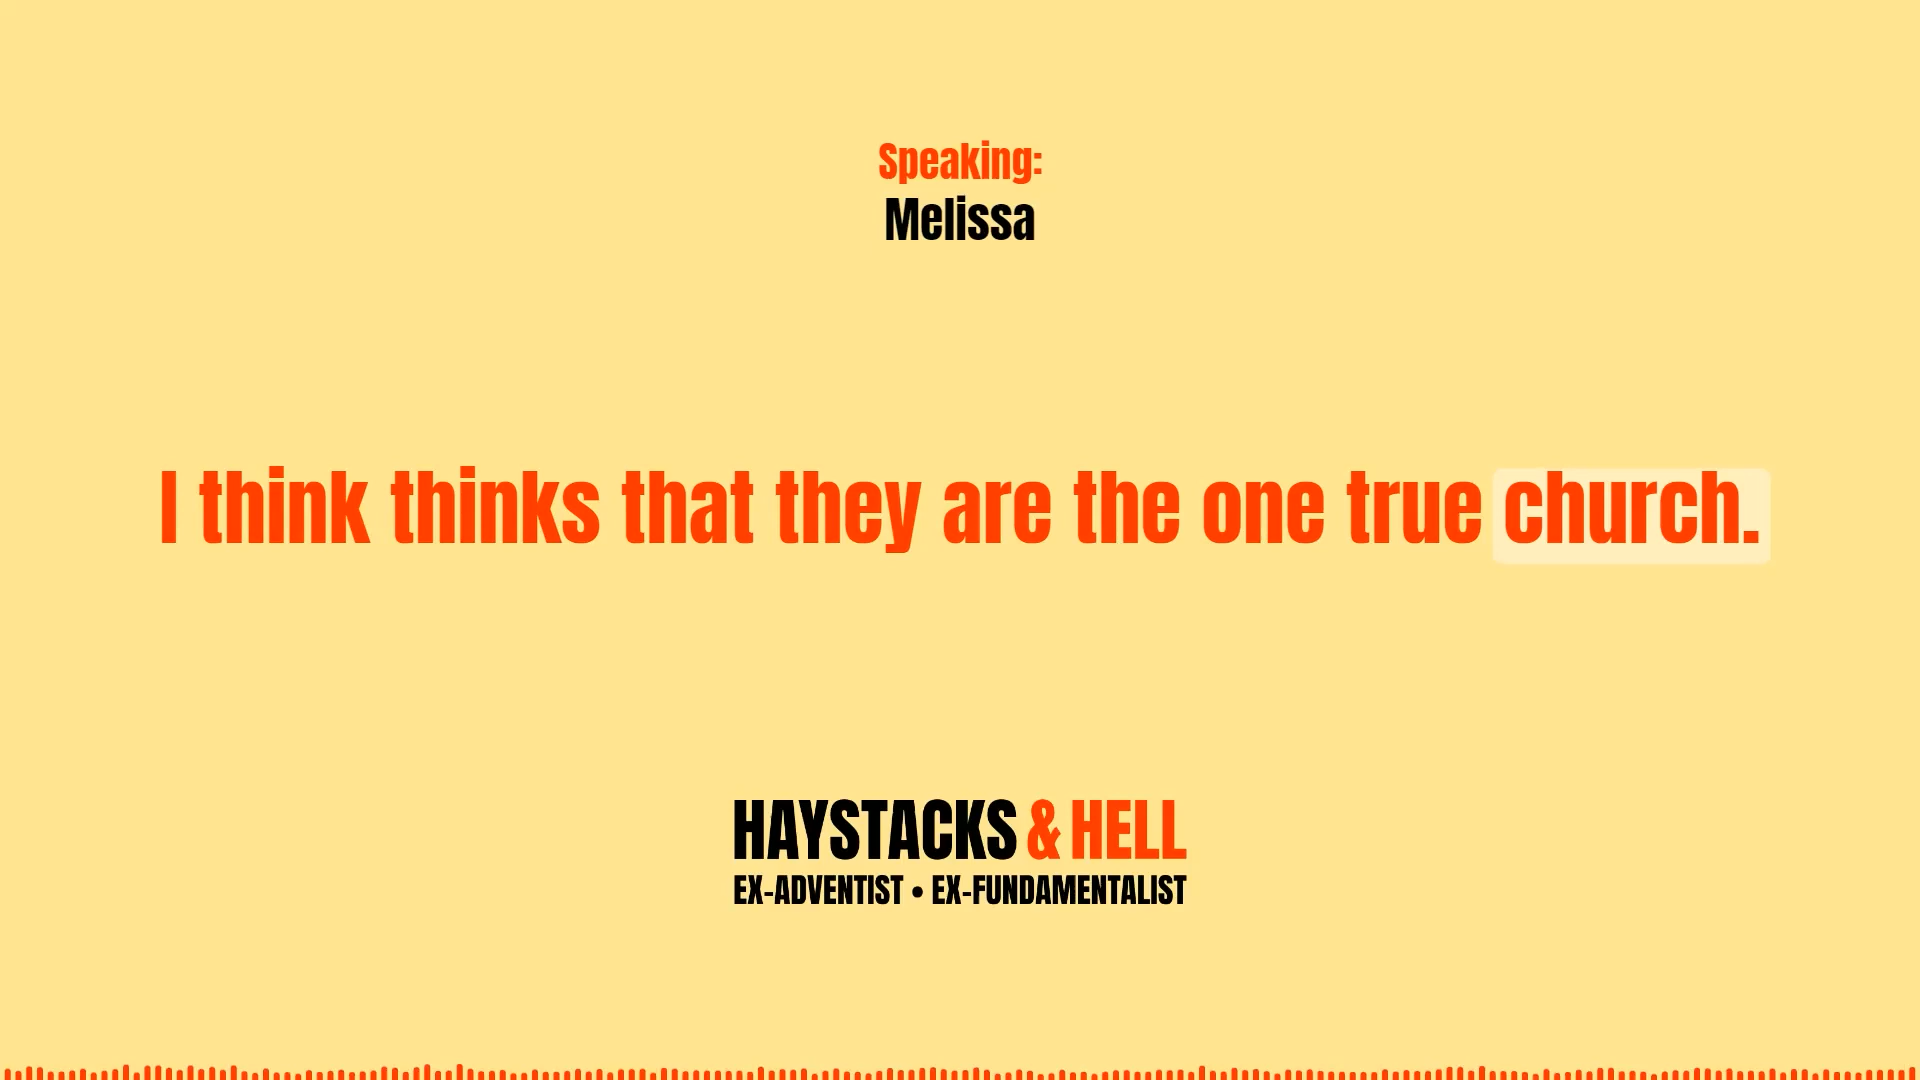 Speaking:
Melissa
I think thinks that they are the one true church.
HAYSTACKS & HELL
EX-ADVENTIST • EX-FUNDAMENTALIST